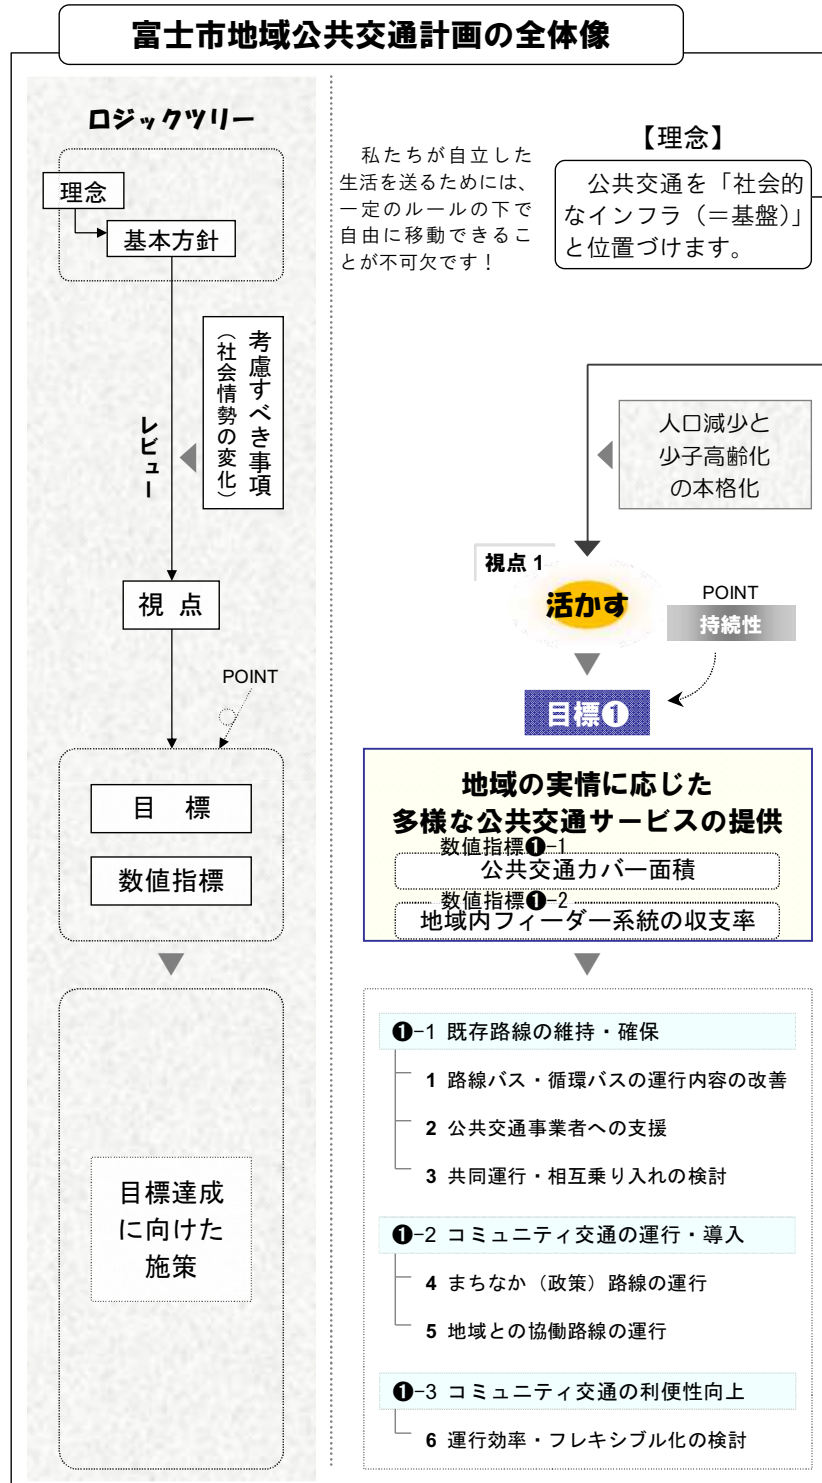 富士市地域公共交通計画の全体像
ロジックツリー
理念
基本方針
考慮すべき事項
（社会情勢の変化）
レビュー
視 点
POINT
目 標
数値指標
目標達成
に向けた
施策
私たちが自立した
生活を送るためには、
一定のルールの下で
自由に移動できるこ
とが不可欠です！
【理念】
公共交通を「社会的
なインフラ（＝基盤）」
と位置づけます。
人口減少と
少子高齢化
の本格化
視点 1
活かす
POINT
持続性
目標❶
地域の実情に応じた
多様な公共交通サービスの提供
数値指標❶-1
公共交通カバー面積
数値指標❶-2
地域内フィーダー系統の収支率
❶-1 既存路線の維持・確保
1 路線バス・循環バスの運行内容の改善
2 公共交通事業者への支援
3 共同運行・相互乗り入れの検討
❶-2 コミュニティ交通の運行・導入
4 まちなか（政策）路線の運行
5 地域との協働路線の運行
❶-3 コミュニティ交通の利便性向上
6 運行効率・フレキシブル化の検討